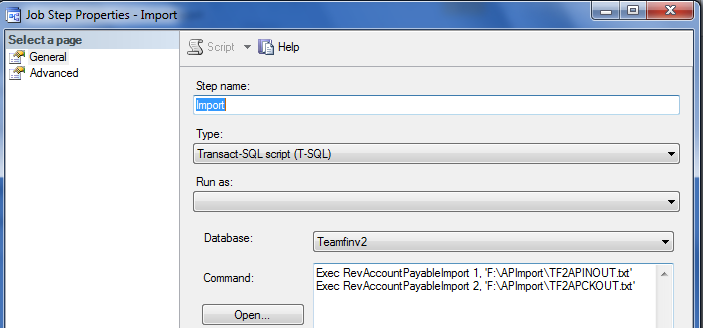 Job Step Properties - Import
Select a page
General
Advanced
Script
Help
Step name:
Import
Type:
Transact-SQL script (T-SQL)
Run as:
Database:
Teamfinv2
Command:
Exec RevAccountPayableImport 1, 'F:\APImport\TF2APINOUT.txt'
Exec RevAccountPayableImport 2, 'F:\APImport\TF2APCKOUT.txt'
Open...